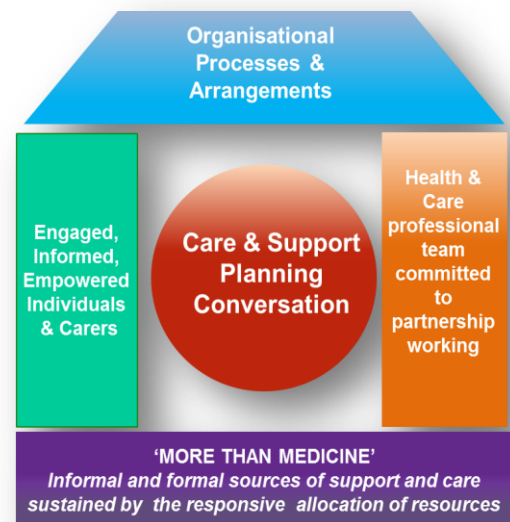 Organisational
Processes &
Arrangements
Engaged,
Informed,
Empowered
Individuals
& Carers
Care & Support
Planning
Conversation
Health &
Care
professional
team
committed
to
partnership
working
‘MORE THAN MEDICINE’
Informal and formal sources of support and care
sustained by the responsive allocation of resources